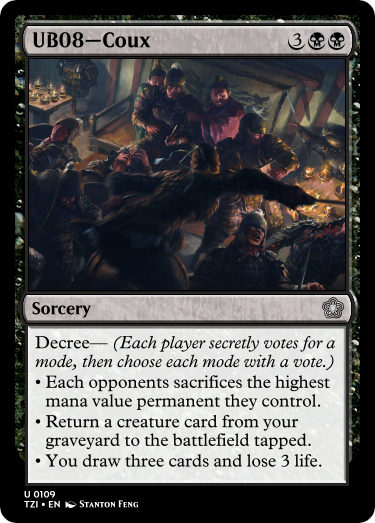 UB08—Coux 3
Sorcery
Decree— (Each player secretly votes for a
mode, then choose each mode with a vote.)
• Each opponents sacrifices the highest
mana value permanent they control.
• Return a creature card from your
graveyard to the battlefield tapped.
• You draw three cards and lose 3 life.
U 0109
TZI • EN Stanton Feng